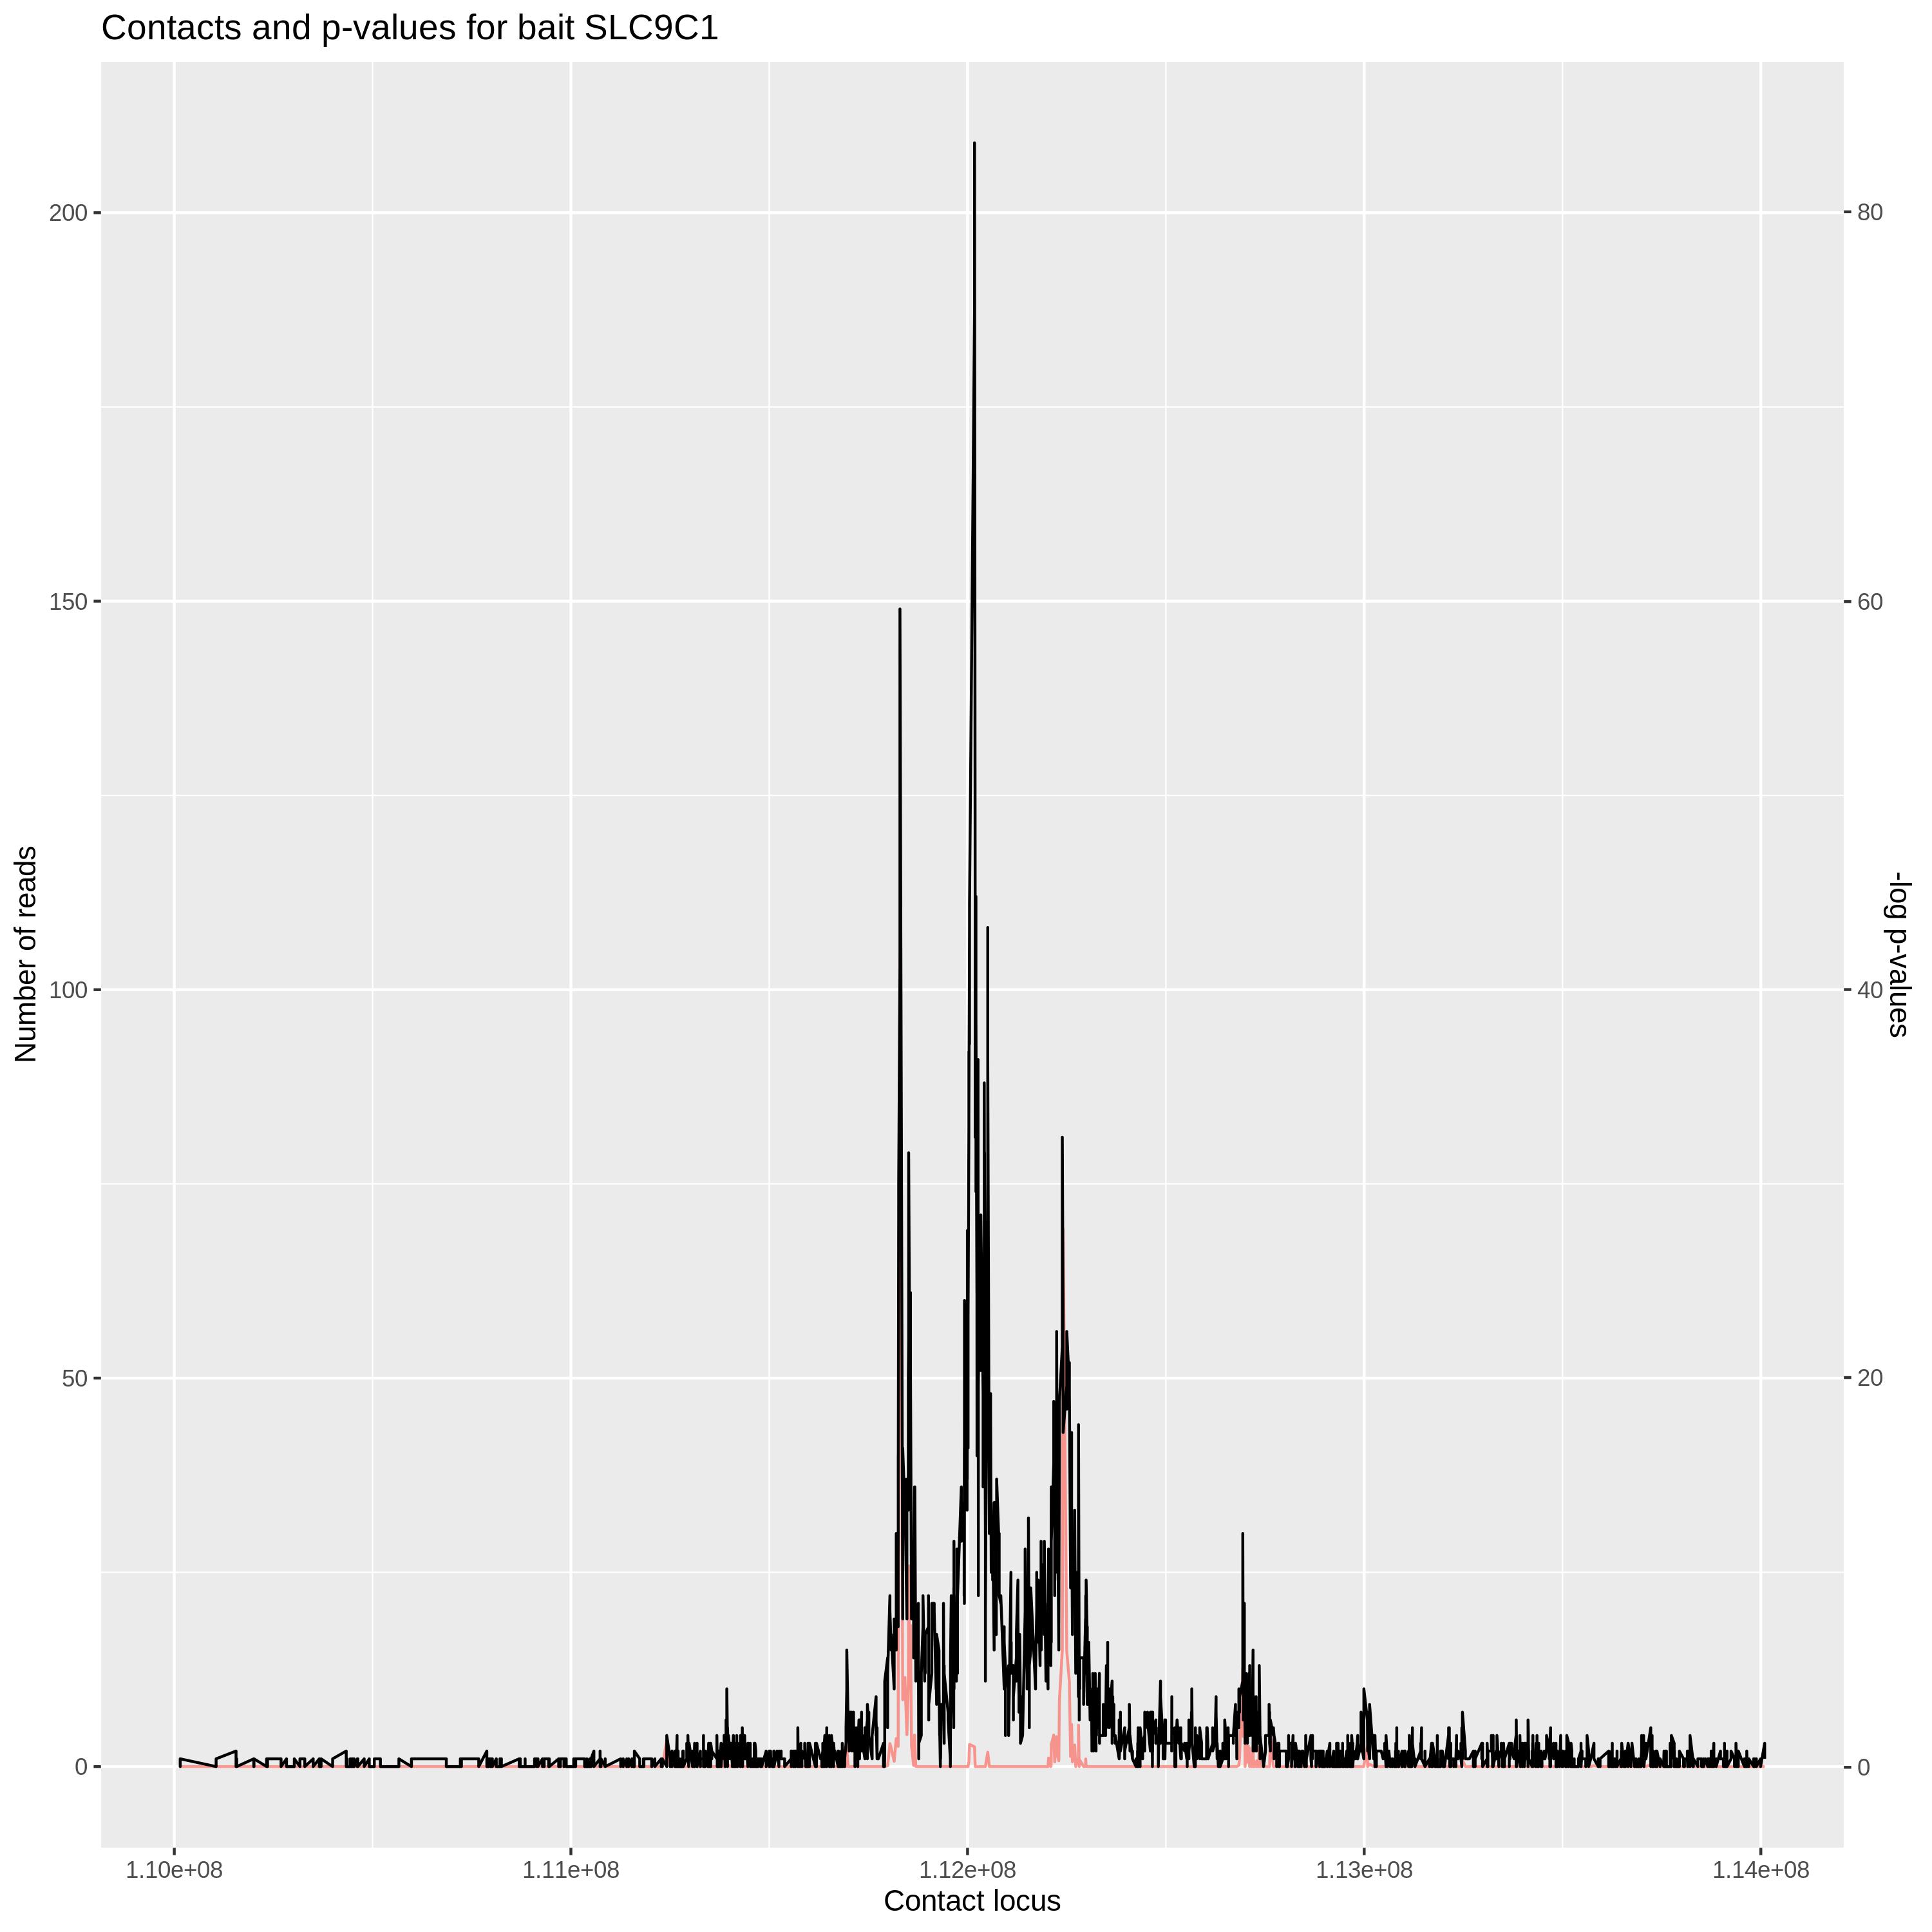 Contacts and p-values for bait SLC9C1
200
150
100
50
0
Number of reads
80
60
40
20
0
-log p-values
1.10e+08 1.11e+08 1.12e+08 1.13e+08 1.14e+08
Contact locus